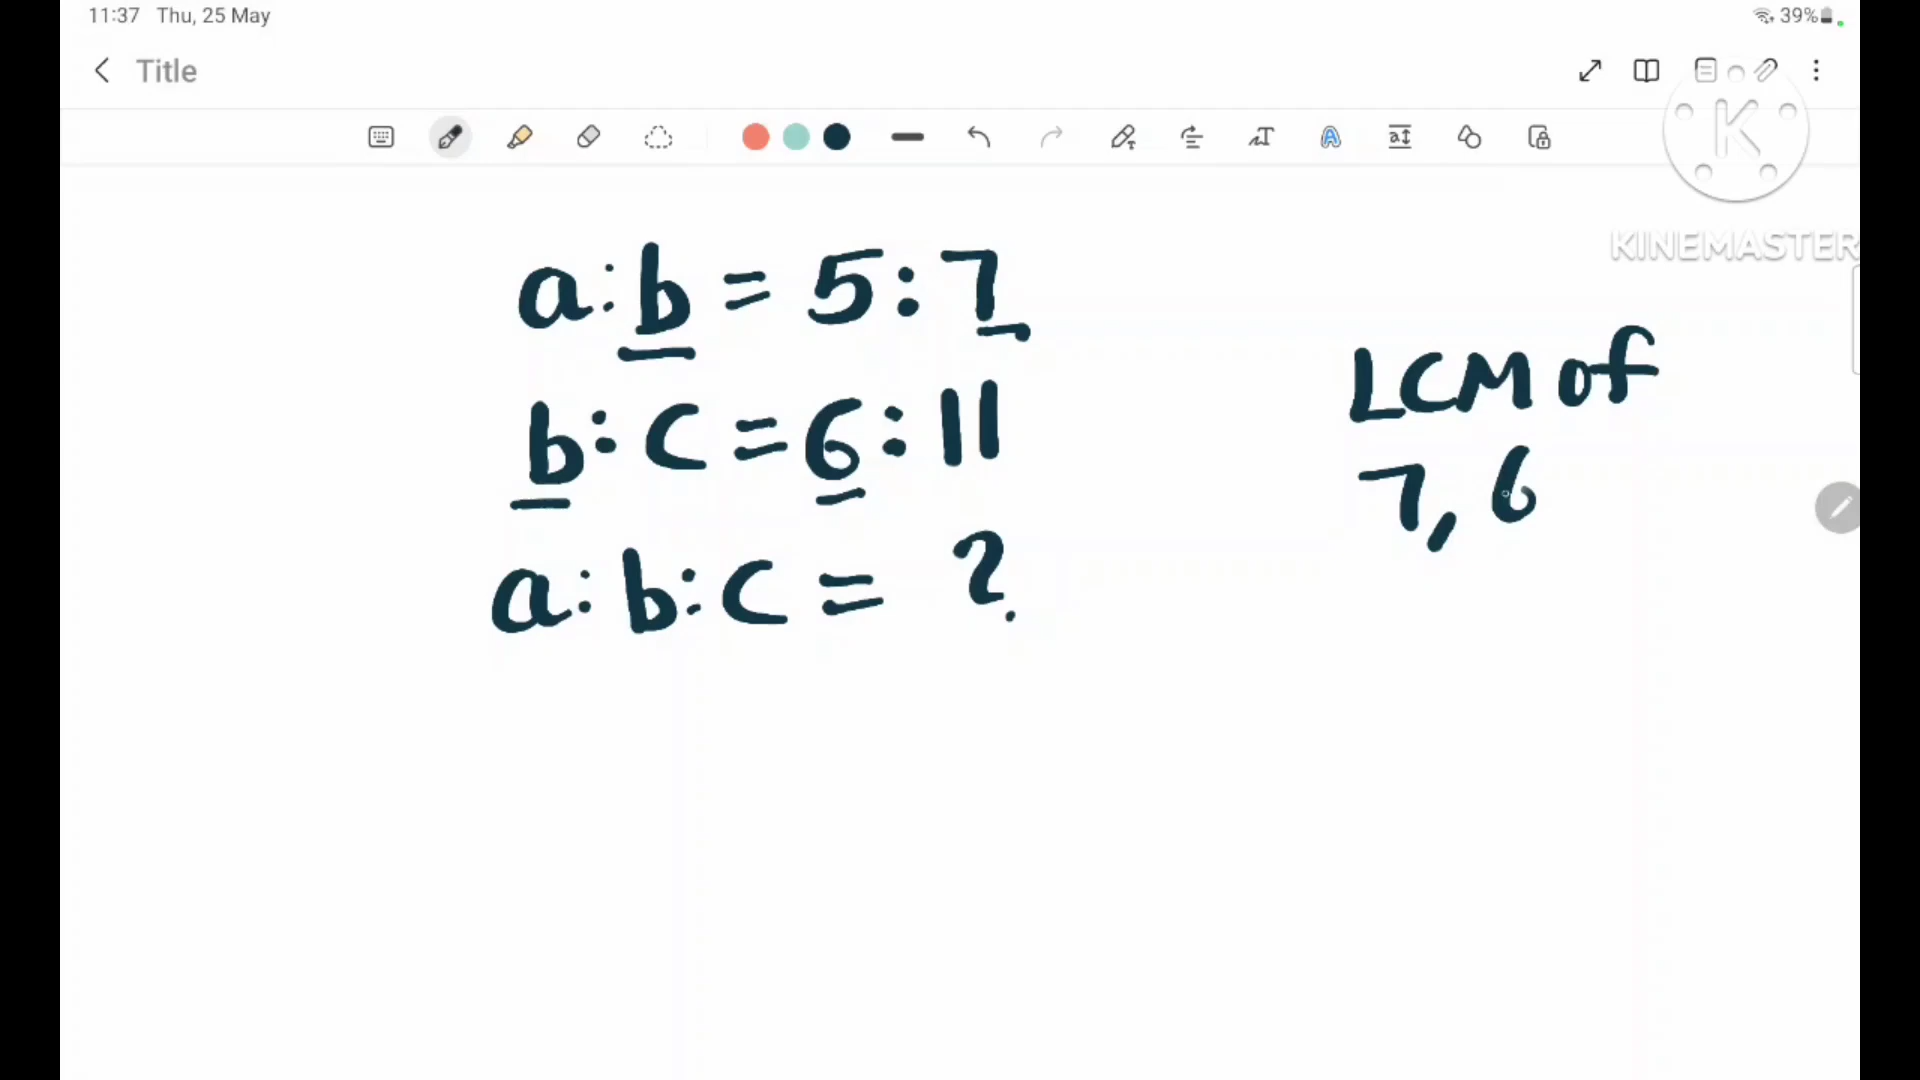 11:37 Thu, 25 May
39%
Title
K
KINEMASTER
a:b = 5:7
b:c = 6:11
a:b:c = ?
LCM of
7, 6